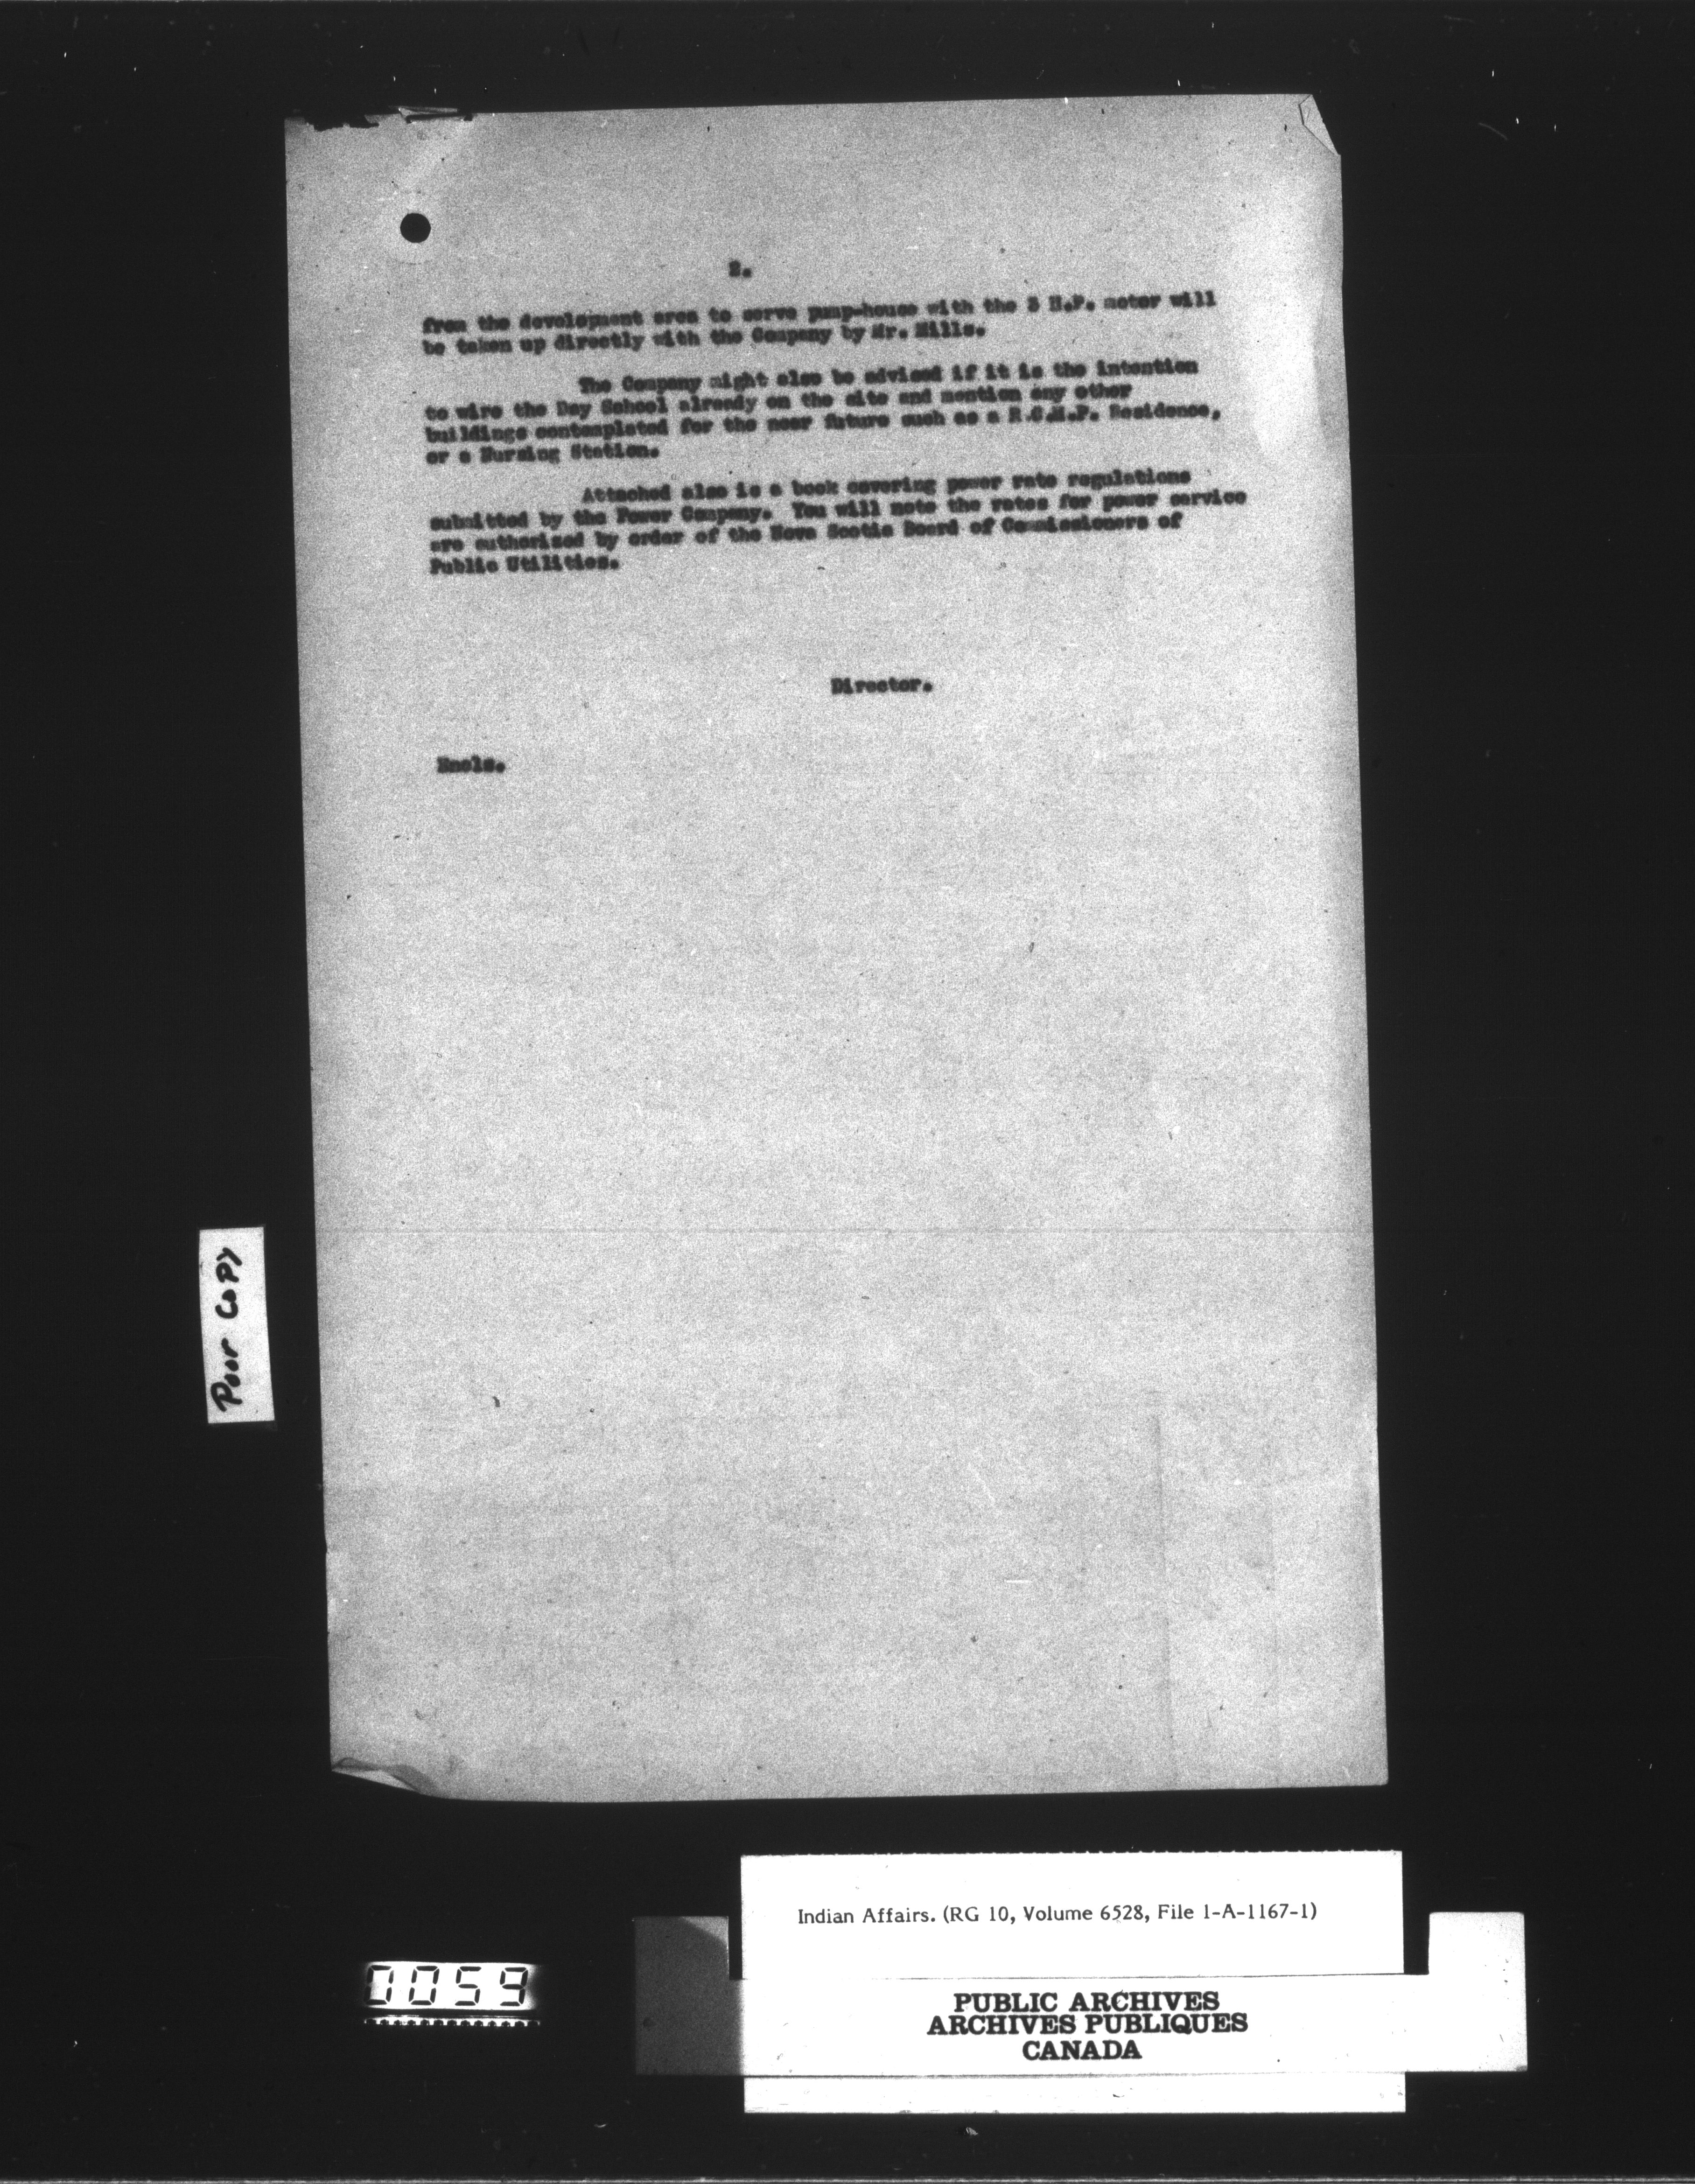 2.
from the development area to serve pump-house with the 3 H.P. motor will
be taken up directly with the Company by Mr. Mills.
The Company might also be advised if it is the intention
to wire the Day School already on the site and mention any other
buildings contemplated for the near future such as a R.C.M.P. Residence,
or a Nursing Station.
Attached also is a book covering power rate regulations
submitted by the Power Company. You will note the rates for power service
are authorized by order of the Nova Scotia Board of Commissioners of
Public Utilities.
Director.
Encls.
Poor Copy
Indian Affairs. (RG 10, Volume 6528, File 1-A-1167-1)
0059
PUBLIC ARCHIVES
ARCHIVES PUBLIQUES
CANADA